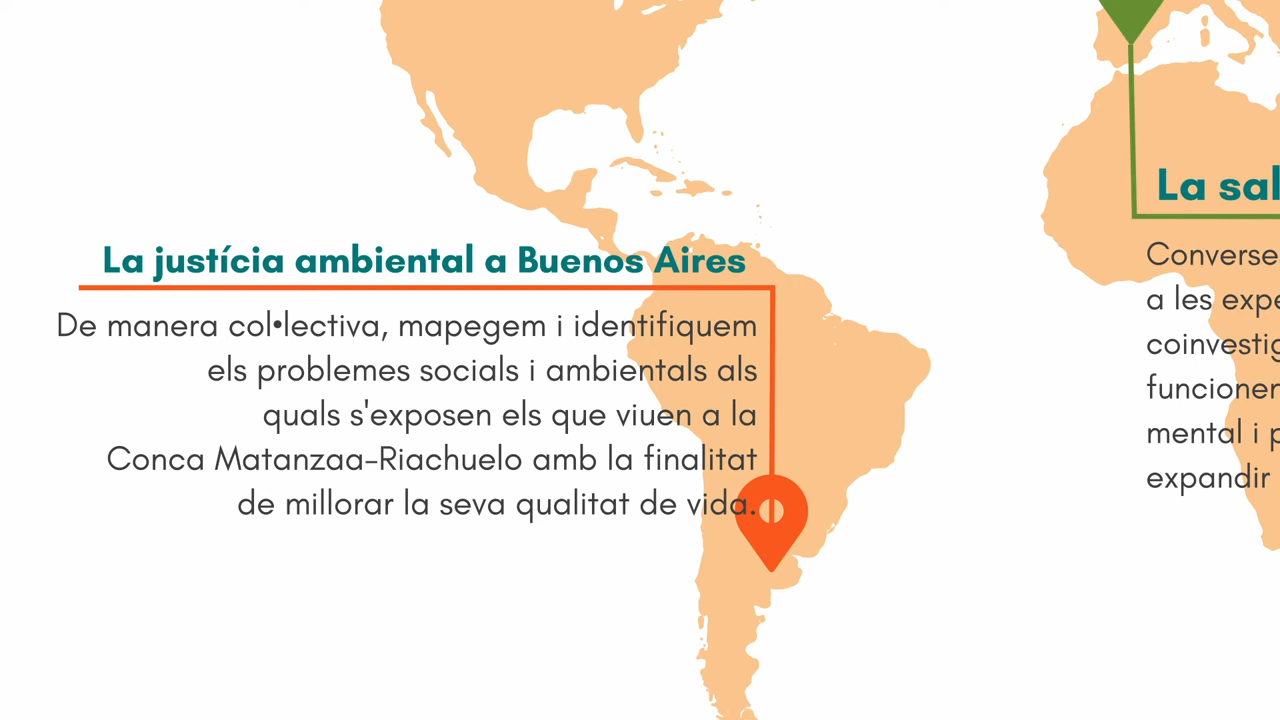 La justícia ambiental a Buenos Aires
De manera col•lectiva, mapegem i identifiquem
els problemes socials i ambientals als
quals s'exposen els que viuen a la
Conca Matanzaa-Riachuelo amb la finalitat
de millorar la seva qualitat de vida.
La sal
Converse
a les expe
coinvestig
funcioner
mental i p
expandir